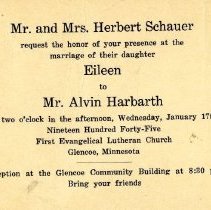 Mr. and Mrs. Herbert Schauer
request the honor of your presence at the
marriage of their daughter
Eileen
to
Mr. Alvin Harbarth
two o'clock in the afternoon, Wednesday, January 17
Nineteen Hundred Forty-Five
First Evangelical Lutheran Church
Glencoe, Minnesota
eption at the Glencoe Community Building at 8:30
Bring your friends